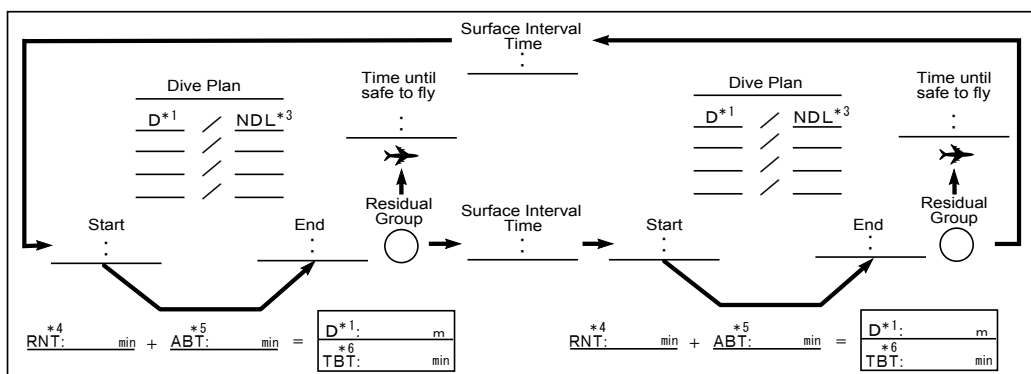 Surface Interval
Time
:
Dive Plan
D*1 / NDL*3
Time until
safe to fly
:
Start
:
End
:
Residual
Group
Surface Interval
Time
:
RNT:*4 min + ABT:*5 min = D*1: m
TBT:*6 min
Dive Plan
D*1 / NDL*3
Time until
safe to fly
:
Start
:
End
:
Residual
Group
RNT:*4 min + ABT:*5 min = D*1: m
TBT:*6 min